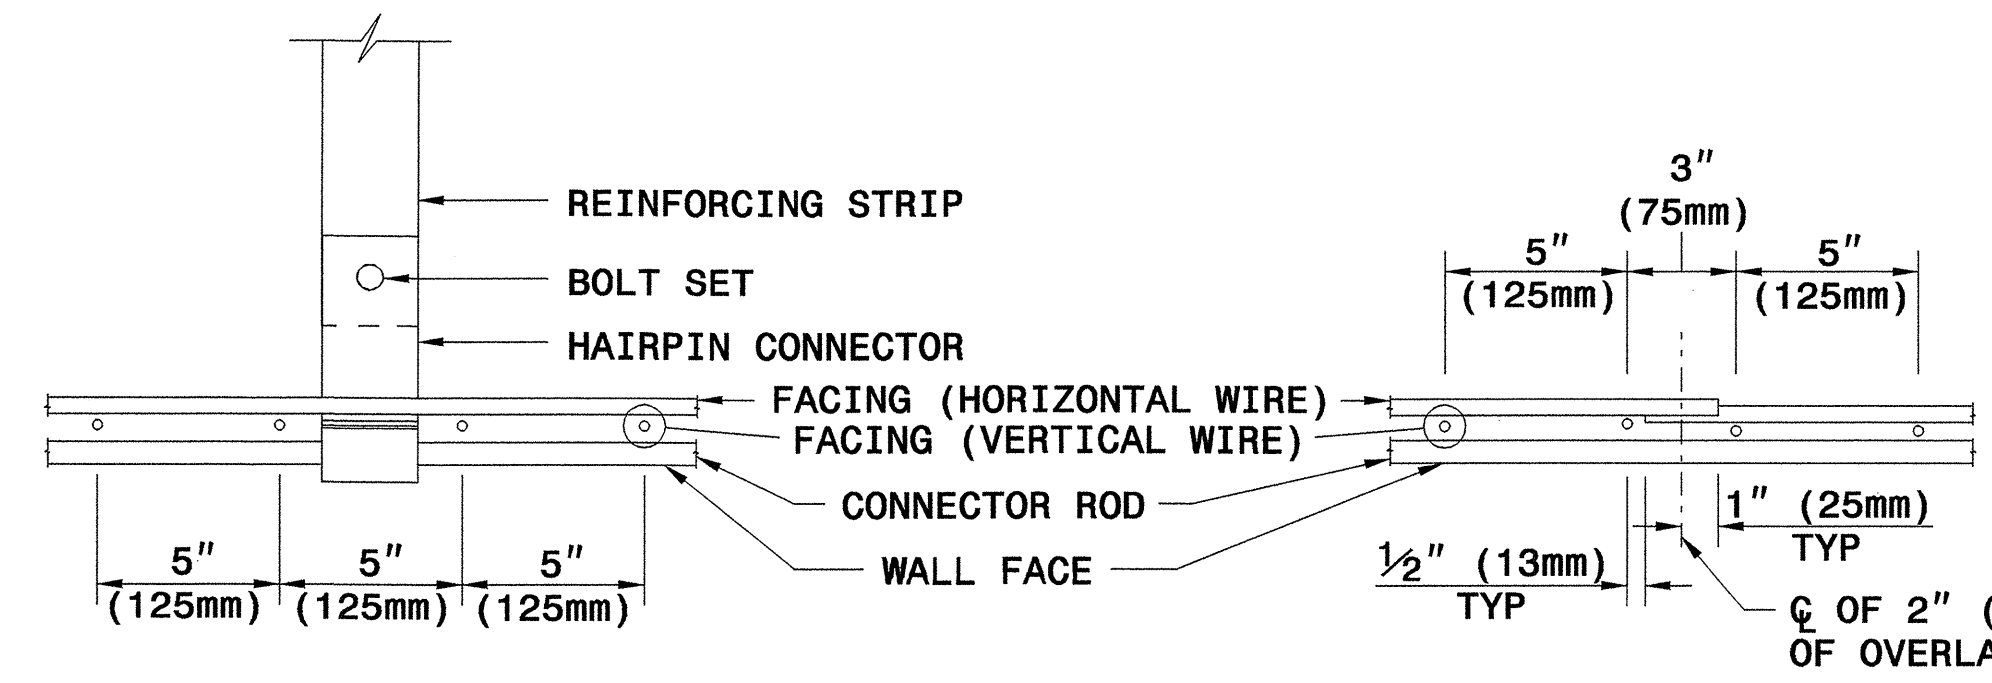 REINFORCING STRIP
BOLT SET
HAIRPIN CONNECTOR
FACING (HORIZONTAL WIRE)
FACING (VERTICAL WIRE)
CONNECTOR ROD
WALL FACE
5"
(125mm)
5"
(125mm)
5"
(125mm)
3"
(75mm)
5"
(125mm)
5"
(125mm)
1" (25mm)
TYP
½" (13mm)
TYP
℄ OF 2" (
OF